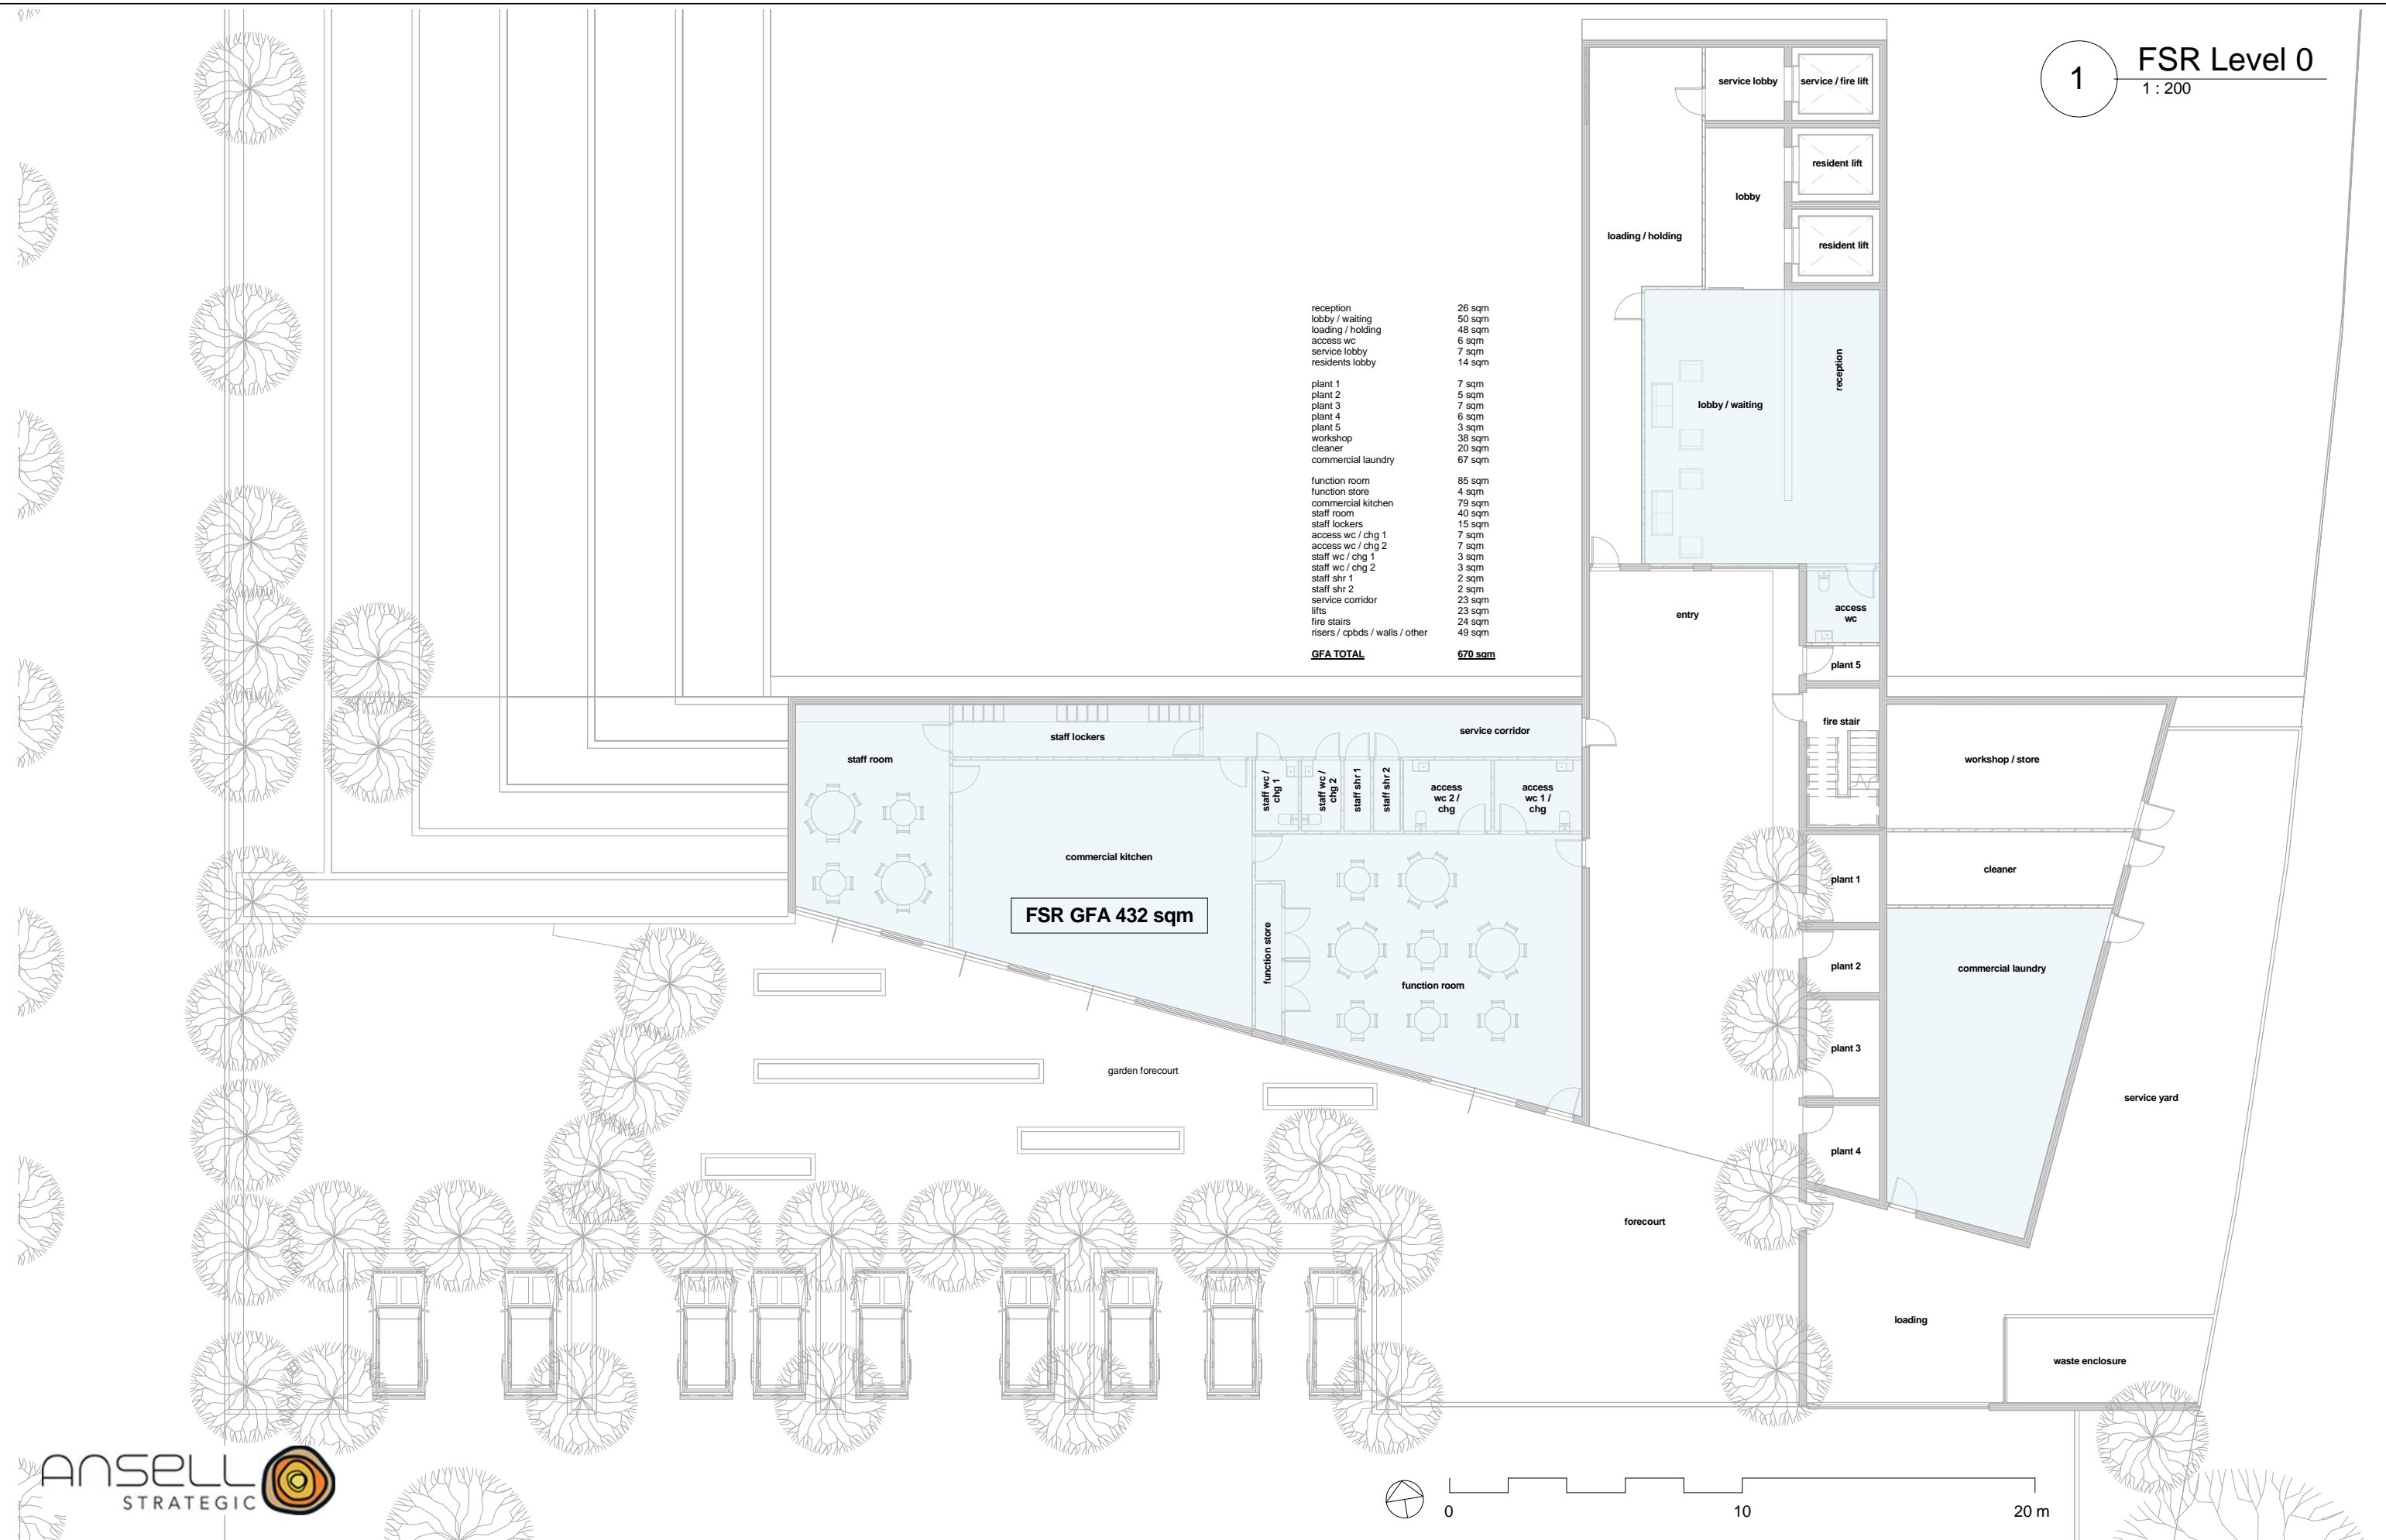 1
FSR Level 0
1 : 200
service lobby
service / fire lift
resident lift
lobby
loading / holding
resident lift
reception 26 sqm
lobby / waiting 50 sqm
loading / holding 48 sqm
access wc 6 sqm
service lobby 7 sqm
residents lobby 14 sqm
plant 1 7 sqm
plant 2 5 sqm
plant 3 7 sqm
plant 4 6 sqm
plant 5 3 sqm
workshop 38 sqm
cleaner 20 sqm
commercial laundry 67 sqm
function room 85 sqm
function store 4 sqm
commercial kitchen 79 sqm
staff room 40 sqm
staff lockers 15 sqm
access wc / chg 1 7 sqm
access wc / chg 2 7 sqm
staff wc / chg 1 3 sqm
staff wc / chg 2 3 sqm
staff shr 1 2 sqm
staff shr 2 2 sqm
service corridor 23 sqm
lifts 23 sqm
fire stairs 24 sqm
risers / cpbds / walls / other 49 sqm
GFA TOTAL 670 sqm
reception
lobby / waiting
entry
access
wc
plant 5
fire stair
staff lockers
service corridor
staff room
workshop / store
staff wc /
chg 1
staff wc /
chg 2
staff shr 1
staff shr 2
access
wc 2 /
chg
access
wc 1 /
chg
commercial kitchen
cleaner
plant 1
FSR GFA 432 sqm
function store
function room
plant 2
commercial laundry
plant 3
garden forecourt
service yard
plant 4
forecourt
loading
waste enclosure
ANSELL
STRATEGIC
0 10 20 m